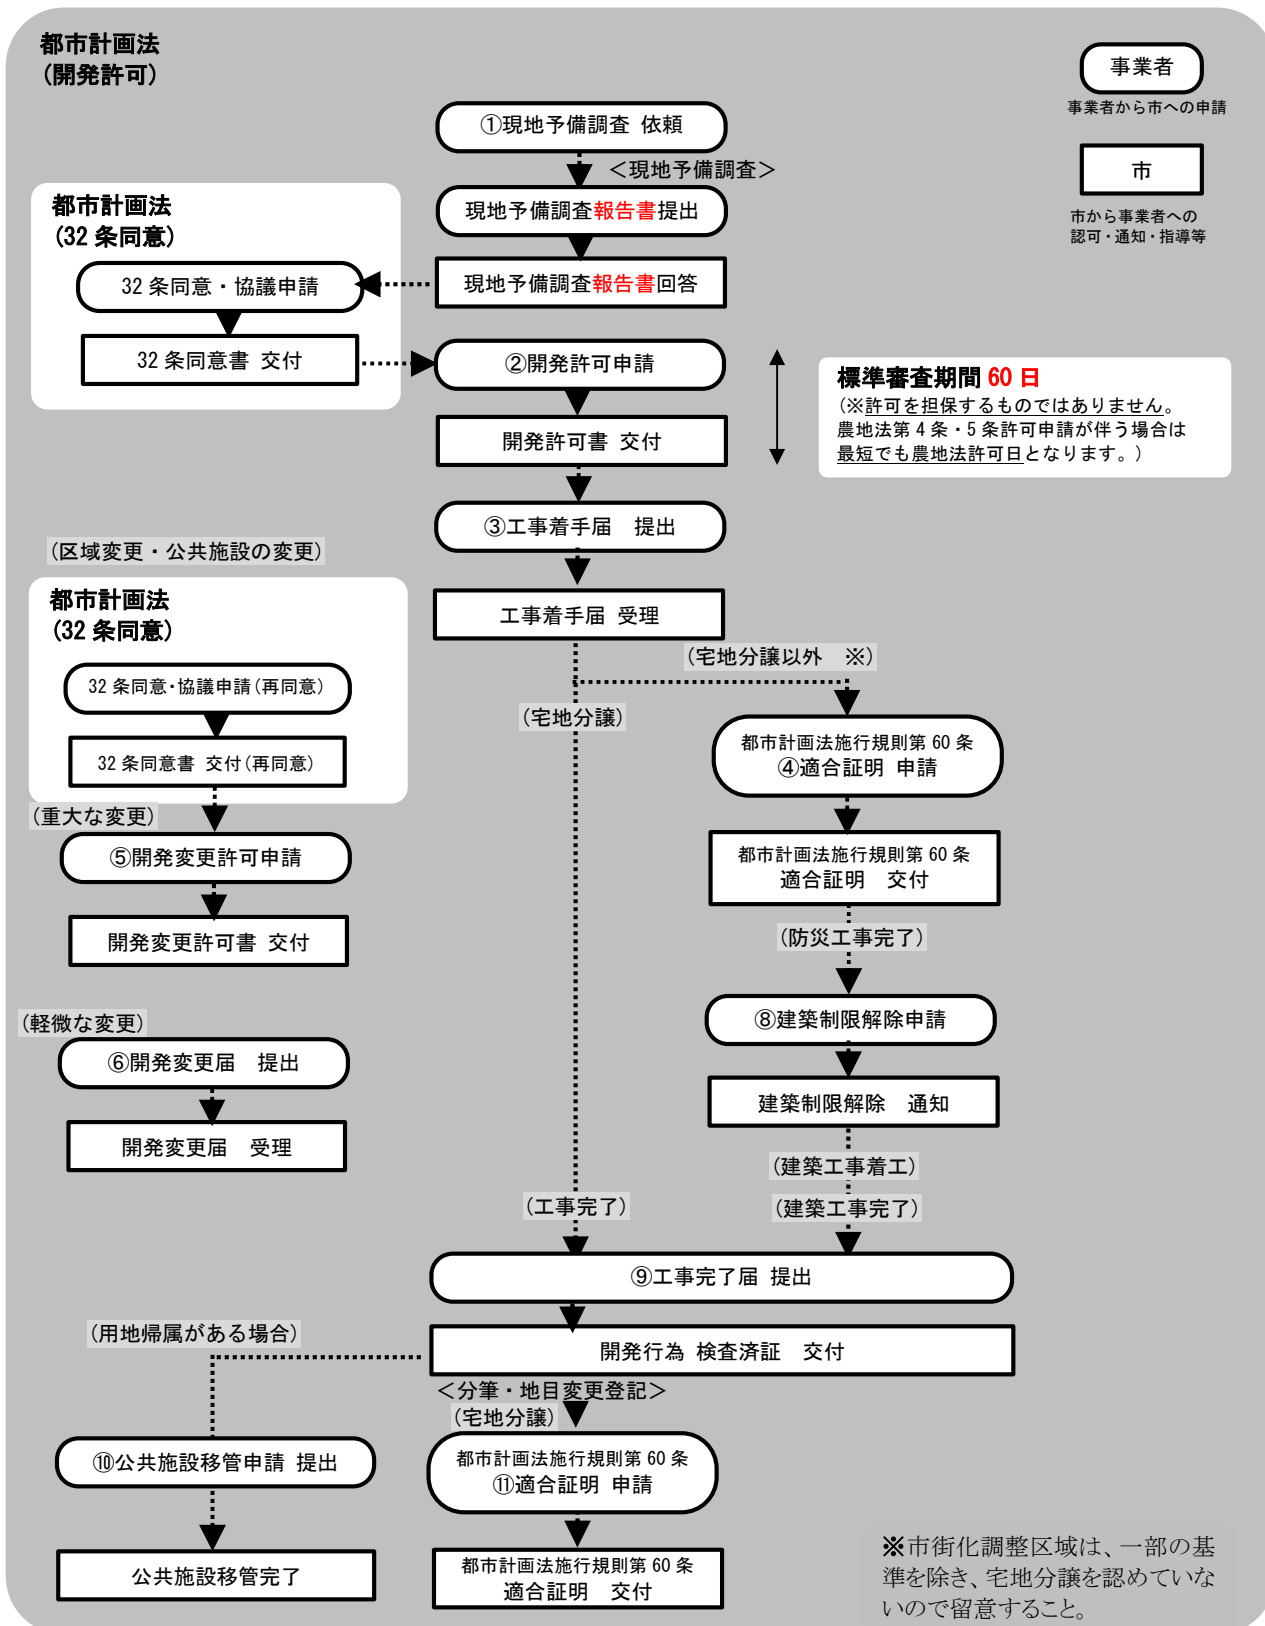 都市計画法
(開発許可)
事業者
事業者から市への申請
市
市から事業者への
認可・通知・指導等
①現地予備調査 依頼
＜現地予備調査＞
現地予備調査報告書提出
現地予備調査報告書回答
都市計画法
(32 条同意)
32 条同意・協議申請
32 条同意書 交付
②開発許可申請
開発許可書 交付
標準審査期間 60 日
(※許可を担保するものではありません。
農地法第 4 条・5 条許可申請が伴う場合は
最短でも農地法許可日となります。)
③工事着手届　提出
工事着手届 受理
(区域変更・公共施設の変更)
都市計画法
(32 条同意)
32 条同意・協議申請(再同意)
32 条同意書 交付(再同意)
(重大な変更)
⑤開発変更許可申請
開発変更許可書 交付
(軽微な変更)
⑥開発変更届　提出
開発変更届　受理
(宅地分譲以外　※)
(宅地分譲)
都市計画法施行規則第 60 条
④適合証明 申請
都市計画法施行規則第 60 条
適合証明　交付
(防災工事完了)
⑧建築制限解除申請
建築制限解除　通知
(建築工事着工)
(建築工事完了)
(工事完了)
⑨工事完了届 提出
開発行為 検査済証　交付
(用地帰属がある場合)
＜分筆・地目変更登記＞
(宅地分譲)
⑩公共施設移管申請 提出
公共施設移管完了
都市計画法施行規則第 60 条
⑪適合証明 申請
都市計画法施行規則第 60 条
適合証明　交付
※市街化調整区域は、一部の基
準を除き、宅地分譲を認めていな
いので留意すること。